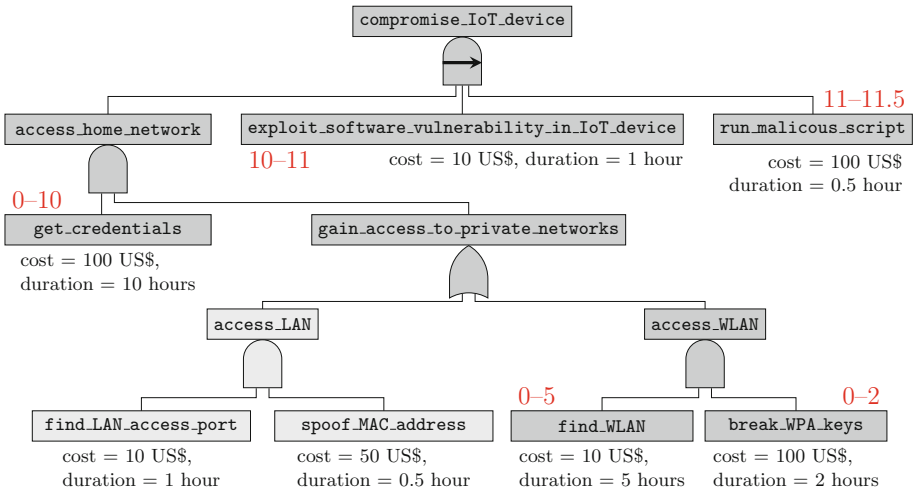 compromise_IoT_device
11–11.5
access_home_network
exploit_software_vulnerability_in_IoT_device
run_malicous_script
10–11
cost = 10 US$, duration = 1 hour
cost = 100 US$
duration = 0.5 hour
0–10
get_credentials
gain_access_to_private_networks
cost = 100 US$,
duration = 10 hours
access_LAN
access_WLAN
0–5
0–2
find_LAN_access_port
spoof_MAC_address
find_WLAN
break_WPA_keys
cost = 10 US$,
duration = 1 hour
cost = 50 US$,
duration = 0.5 hour
cost = 10 US$,
duration = 5 hours
cost = 100 US$,
duration = 2 hours